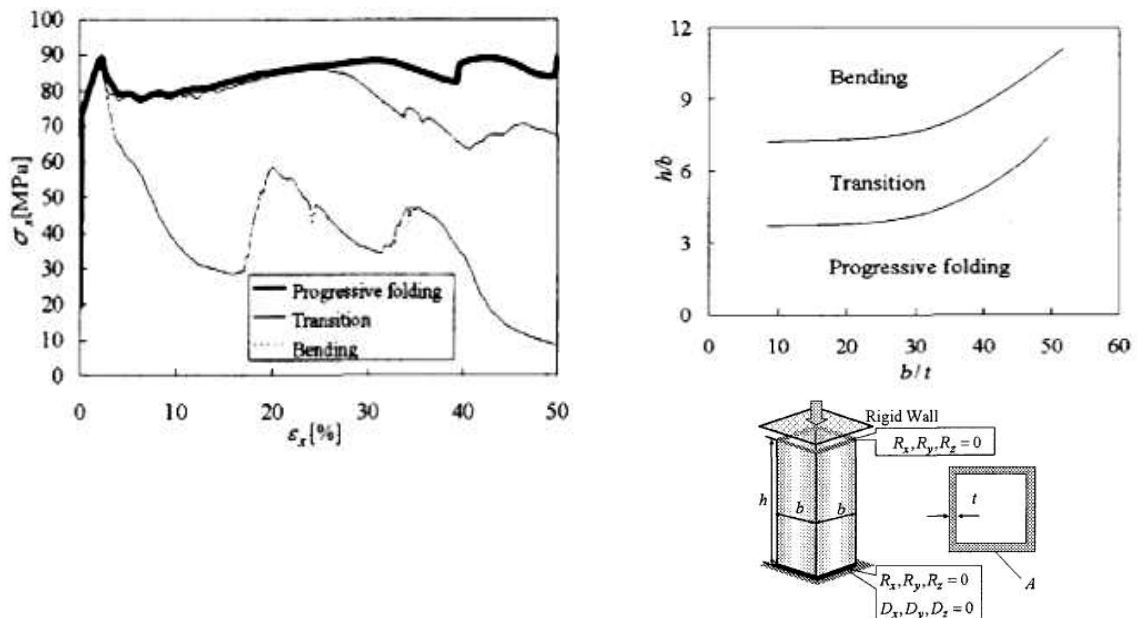 100
90
80
70
60
50
40
30
20
10
0
σx[MPa]
Progressive folding
Transition
Bending
0 10 20 30 40 50
εx[%]
12
9
6
3
0
h/b
Bending
Transition
Progressive folding
0 10 20 30 40 50 60
b/t
Rigid Wall
Rx, Ry, Rz = 0
h
b b
t
A
Rx, Ry, Rz = 0
Dx, Dy, Dz = 0